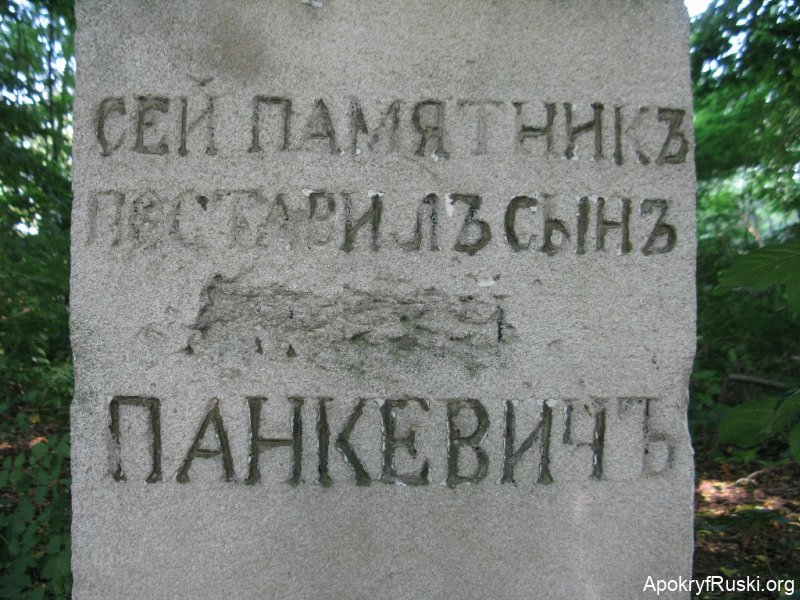 СЕЙ ПАМЯТНИКЪ
ПОСТАВИЛЪ СЫНЪ
ПАНКЕВИЧЪ
ApokryfRuski.org